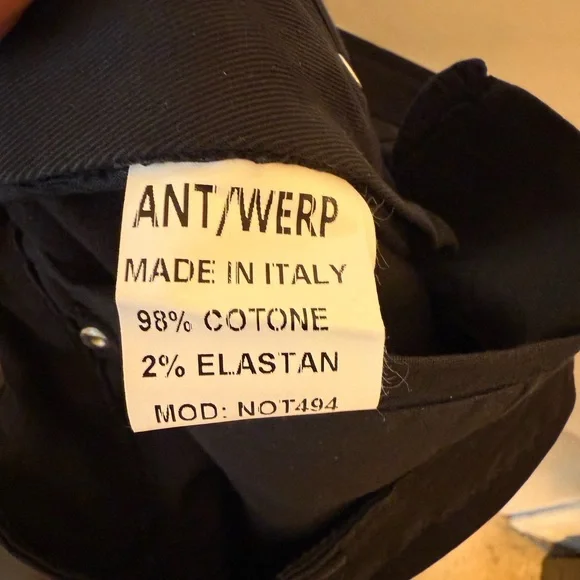 ANT/WERP
MADE IN ITALY
98% COTONE
2% ELASTAN
MOD: NOT494